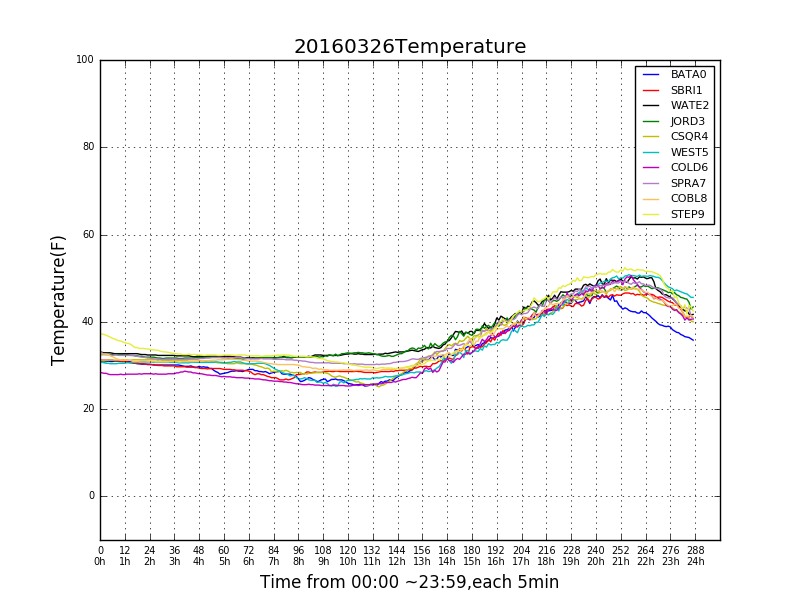 20160326Temperature
100
80
60
40
20
0
Temperature(F)
BATA0
SBRI1
WATE2
JORD3
CSQR4
WEST5
COLD6
SPRA7
COBL8
STEP9
0 12 24 36 48 60 72 84 96 108 120 132 144 156 168 180 192 204 216 228 240 252 264 276 288
0h 1h 2h 3h 4h 5h 6h 7h 8h 9h 10h 11h 12h 13h 14h 15h 16h 17h 18h 19h 20h 21h 22h 23h 24h
Time from 00:00 ~23:59,each 5min